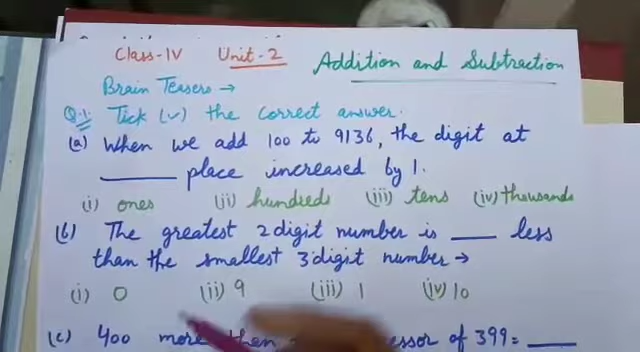 Class-IV Unit-2 Addition and Subtraction
Brain Teasers →
Q.1 Tick (✓) the correct answer.
(a) When we add 100 to 9136, the digit at
____ place increased by 1.
(i) ones (ii) hundreds (iii) tens (iv) thousands
(b) The greatest 2 digit number is ____ less
than the smallest 3 digit number →
(i) 0 (ii) 9 (iii) 1 (iv) 10
(c) 400 more than of 399 = ____